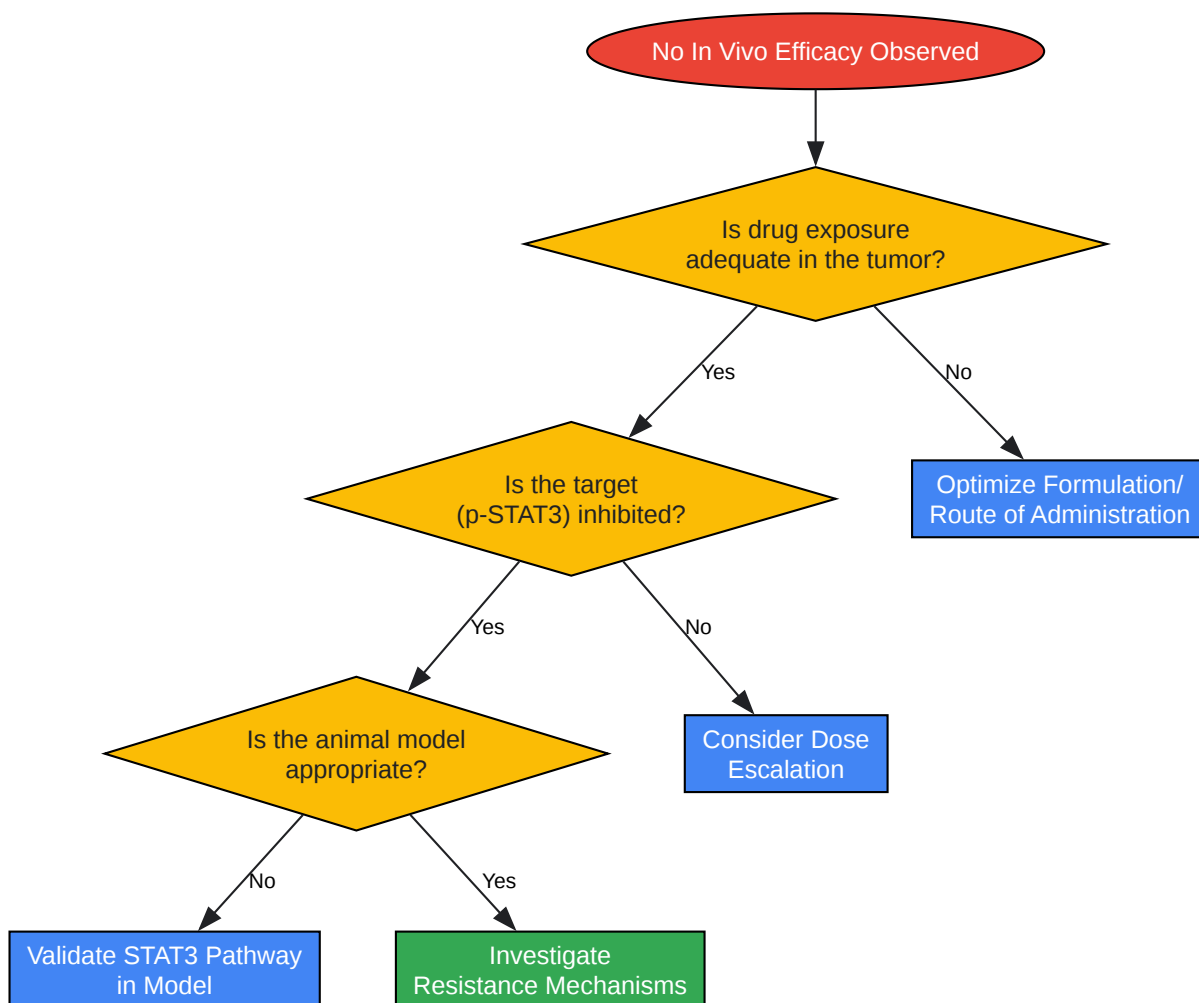 No In Vivo Efficacy Observed
Is drug exposure
adequate in the tumor?
Yes
No
Is the target
(p-STAT3) inhibited?
Optimize Formulation/
Route of Administration
Yes
No
Is the animal model
appropriate?
Consider Dose
Escalation
No
Yes
Validate STAT3 Pathway
in Model
Investigate
Resistance Mechanisms